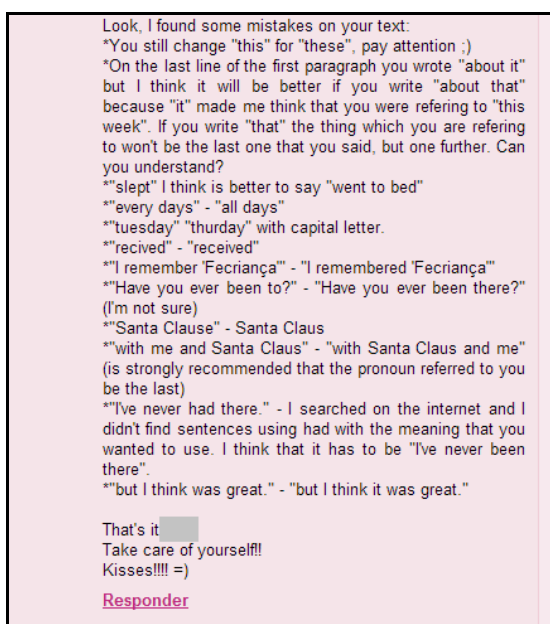 Look, I found some mistakes on your text:
*You still change "this" for "these", pay attention ;)
*On the last line of the first paragraph you wrote "about it"
but I think it will be better if you write "about that"
because "it" made me think that you were refering to "this
week". If you write "that" the thing which you are refering
to won't be the last one that you said, but one further. Can
you understand?
*"slept" I think is better to say "went to bed"
*"every days" - "all days"
*"tuesday" "thurday" with capital letter.
*"recived" - "received"
*"I remember 'Fecriança'" - "I remembered 'Fecriança'"
*"Have you ever been to?" - "Have you ever been there?"
(I'm not sure)
*"Santa Clause" - Santa Claus
*"with me and Santa Claus" - "with Santa Claus and me"
(is strongly recommended that the pronoun referred to you
be the last)
*"I've never had there." - I searched on the internet and I
didn't find sentences using had with the meaning that you
wanted to use. I think that it has to be "I've never been
there".
*"but I think was great." - "but I think it was great."
That's it
Take care of yourself!!
Kisses!!!! =)
Responder